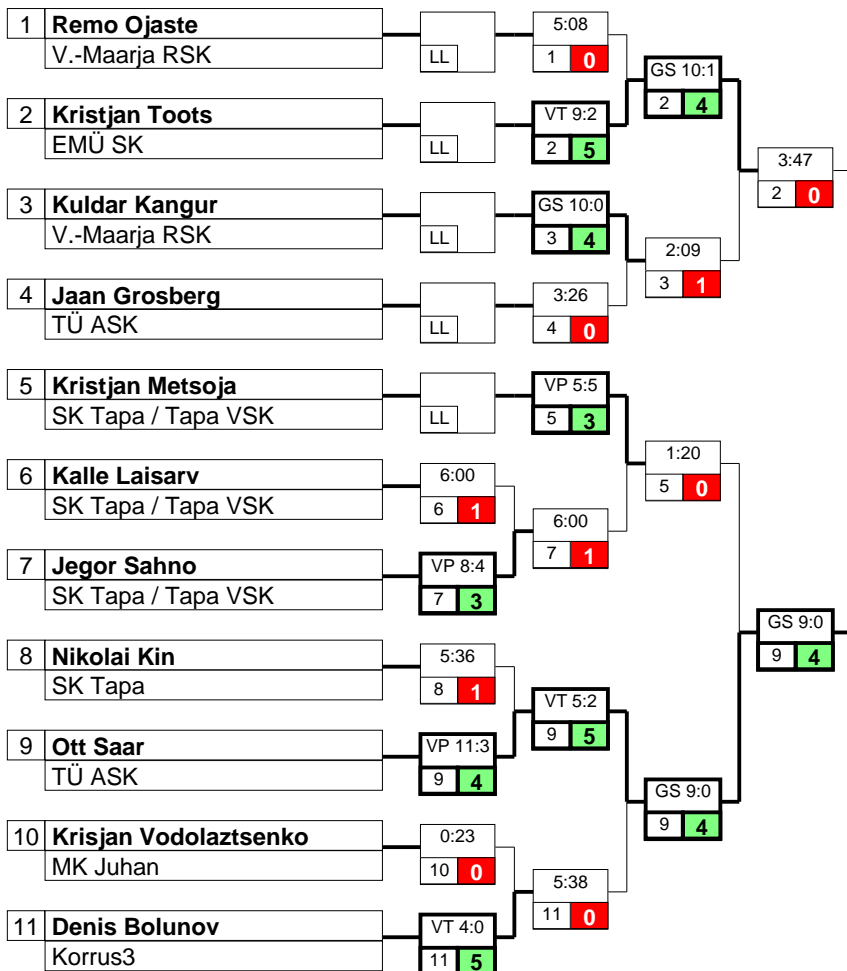 1 Remo Ojaste
V.-Maarja RSK
LL
5:08
1 0
GS 10:1
2 4
2 Kristjan Toots
EMÜ SK
LL
VT 9:2
2 5
3:47
2 0
3 Kuldar Kangur
V.-Maarja RSK
LL
GS 10:0
3 4
2:09
3 1
4 Jaan Grosberg
TÜ ASK
LL
3:26
4 0
5 Kristjan Metsoja
SK Tapa / Tapa VSK
LL
VP 5:5
5 3
1:20
5 0
6 Kalle Laisarv
SK Tapa / Tapa VSK
6:00
6 1
6:00
7 1
7 Jegor Sahno
SK Tapa / Tapa VSK
VP 8:4
7 3
GS 9:0
9 4
8 Nikolai Kin
SK Tapa
5:36
8 1
VT 5:2
9 5
9 Ott Saar
TÜ ASK
VP 11:3
9 4
GS 9:0
9 4
10 Krisjan Vodolaztsenko
MK Juhan
0:23
10 0
5:38
11 0
11 Denis Bolunov
Korrus3
VT 4:0
11 5